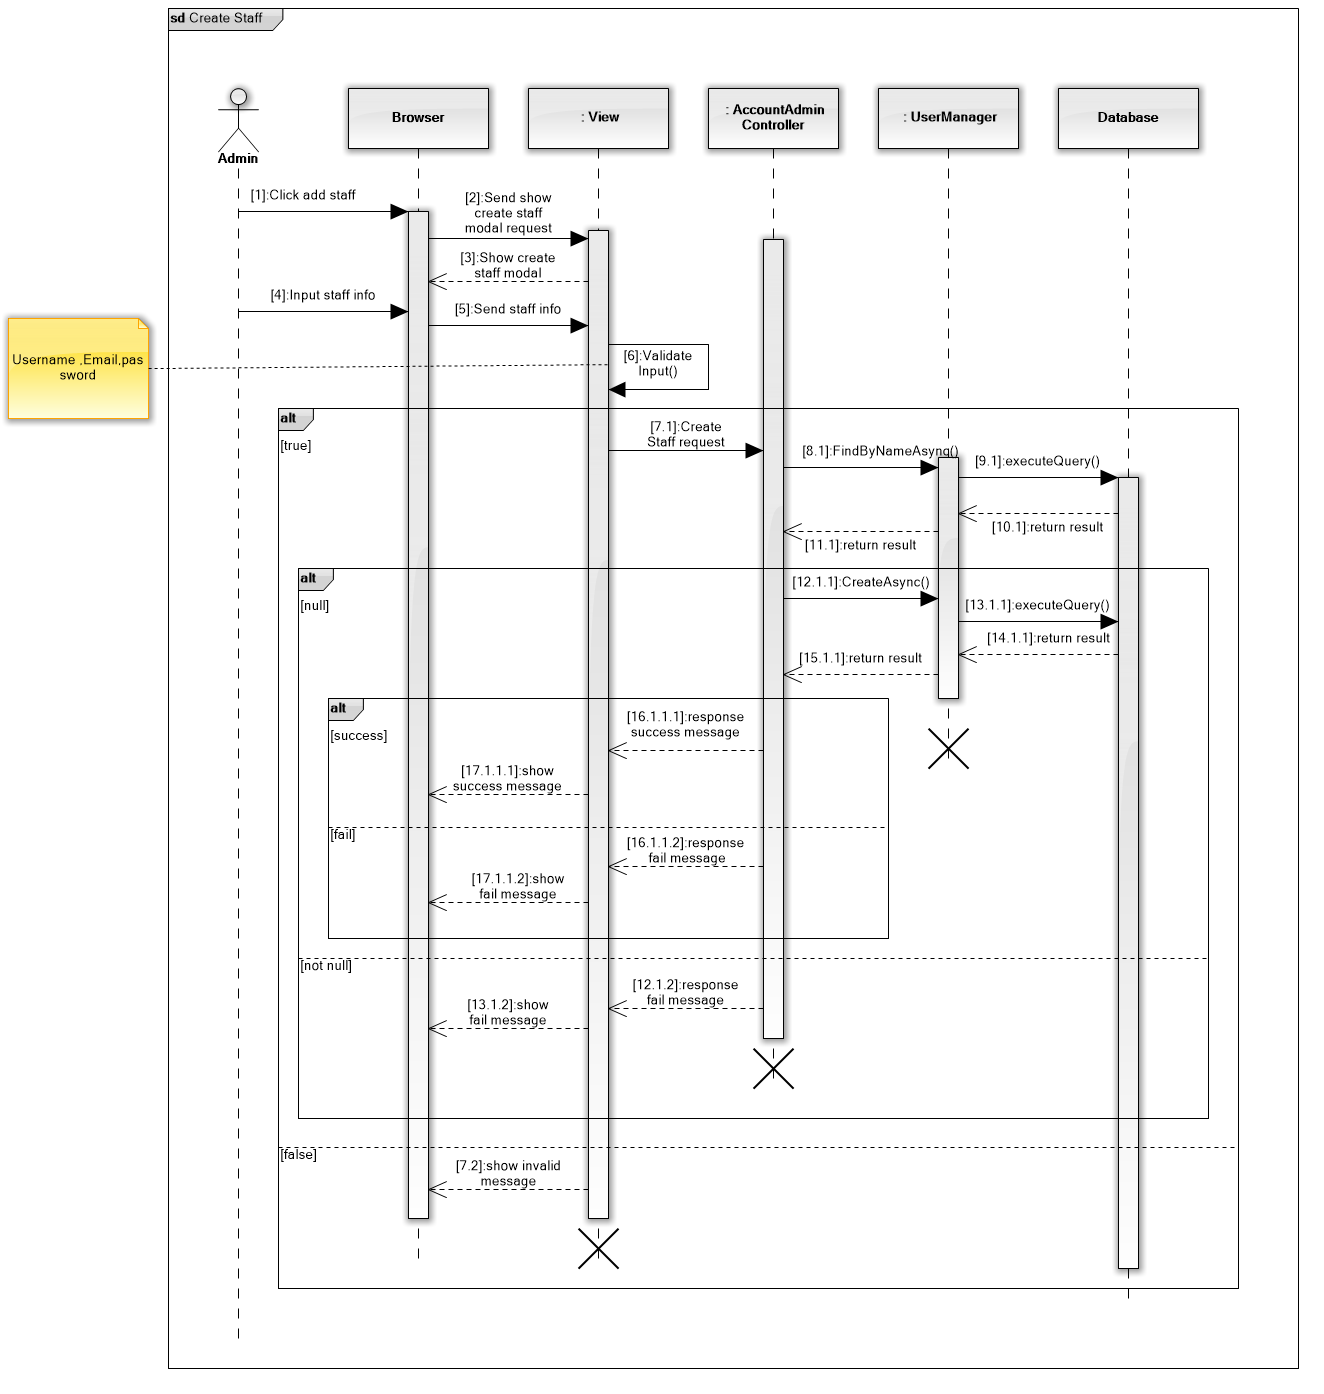 sd Create Staff
Admin
Browser
: View
: AccountAdmin
Controller
: UserManager
Database
[1]:Click add staff
[2]:Send show
create staff
modal request
[3]:Show create
staff modal
[4]:Input staff info
[5]:Send staff info
Username ,Email,pas
sword
[6]:Validate
Input()
alt
[true]
[7.1]:Create
Staff request
[8.1]:FindByNameAsync()
[9.1]:executeQuery()
[10.1]:return result
[11.1]:return result
alt
[null]
[12.1.1]:CreateAsync()
[13.1.1]:executeQuery()
[14.1.1]:return result
[15.1.1]:return result
alt
[success]
[16.1.1.1]:response
success message
[17.1.1.1]:show
success message
[fail]
[16.1.1.2]:response
fail message
[17.1.1.2]:show
fail message
[not null]
[12.1.2]:response
fail message
[13.1.2]:show
fail message
[false]
[7.2]:show invalid
message